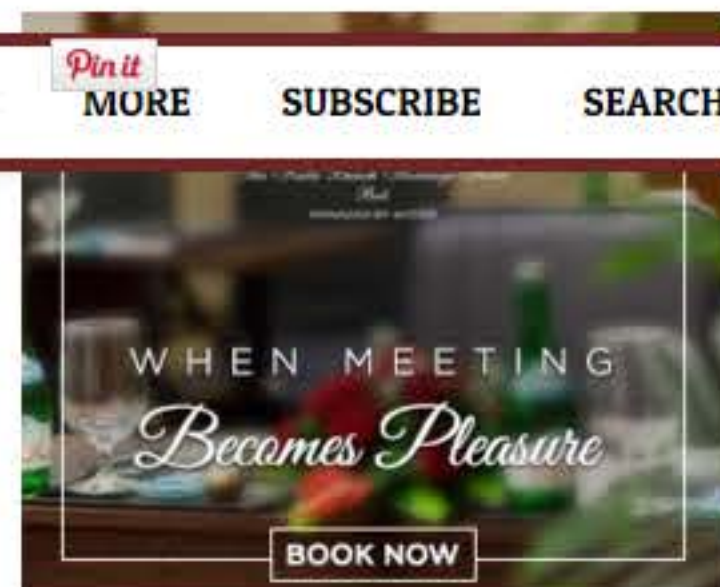 Pin it
MORE SUBSCRIBE SEARCH
WHEN MEETING
Becomes Pleasure
BOOK NOW